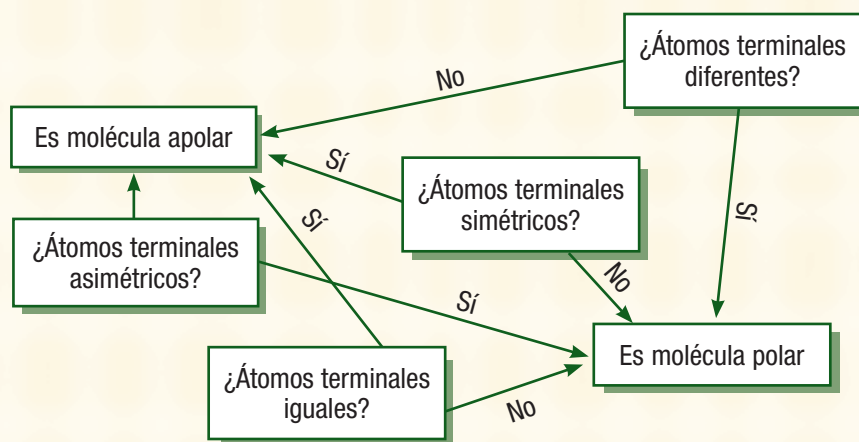 ¿Átomos terminales
diferentes?
No
Es molécula apolar
Sí
¿Átomos terminales
simétricos?
Sí
Sí
¿Átomos terminales
asimétricos?
No
Sí
Es molécula polar
¿Átomos terminales
iguales?
No